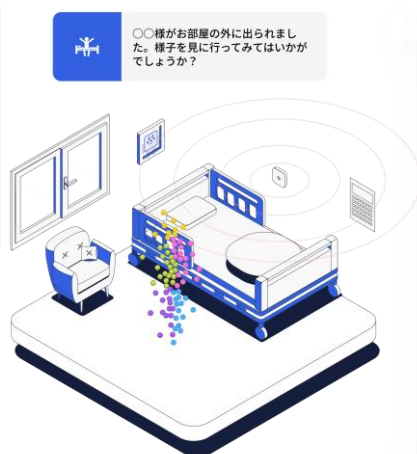 ○○様がお部屋の外に出られまし
た。様子を見に行ってみてはいかが
でしょうか？